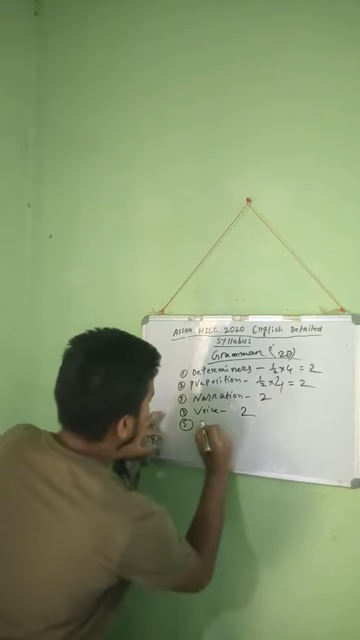 Assam HSLC 2020 English Detailed
Syllabus
Grammar (20)
① Determiners - 1/2 x 4 = 2
② Preposition - 1/2 x 4 = 2
③ Narration - 2
④ Voice - 2
⑤